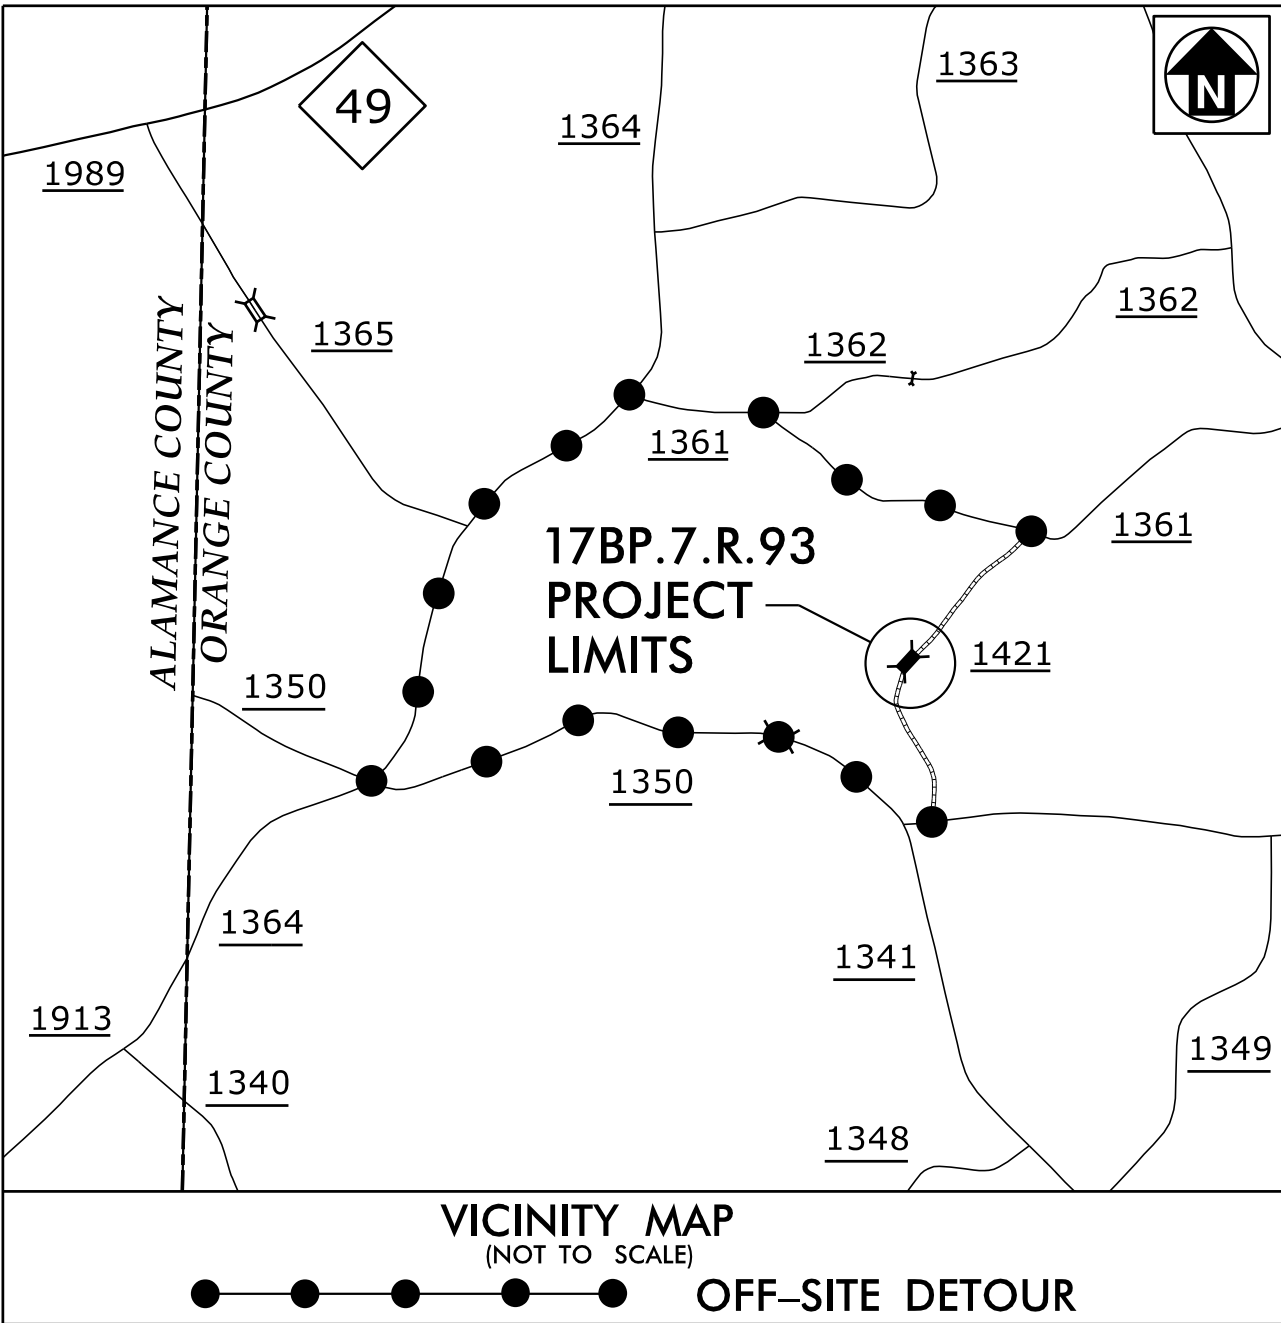 1363
49
N
1364
1989
1362
1365
1362
ALAMANCE COUNTY
ORANGE COUNTY
1361
1361
17BP.7.R.93
PROJECT
LIMITS
1421
1350
1350
1364
1341
1913
1349
1340
1348
VICINITY MAP
(NOT TO SCALE)
OFF–SITE DETOUR